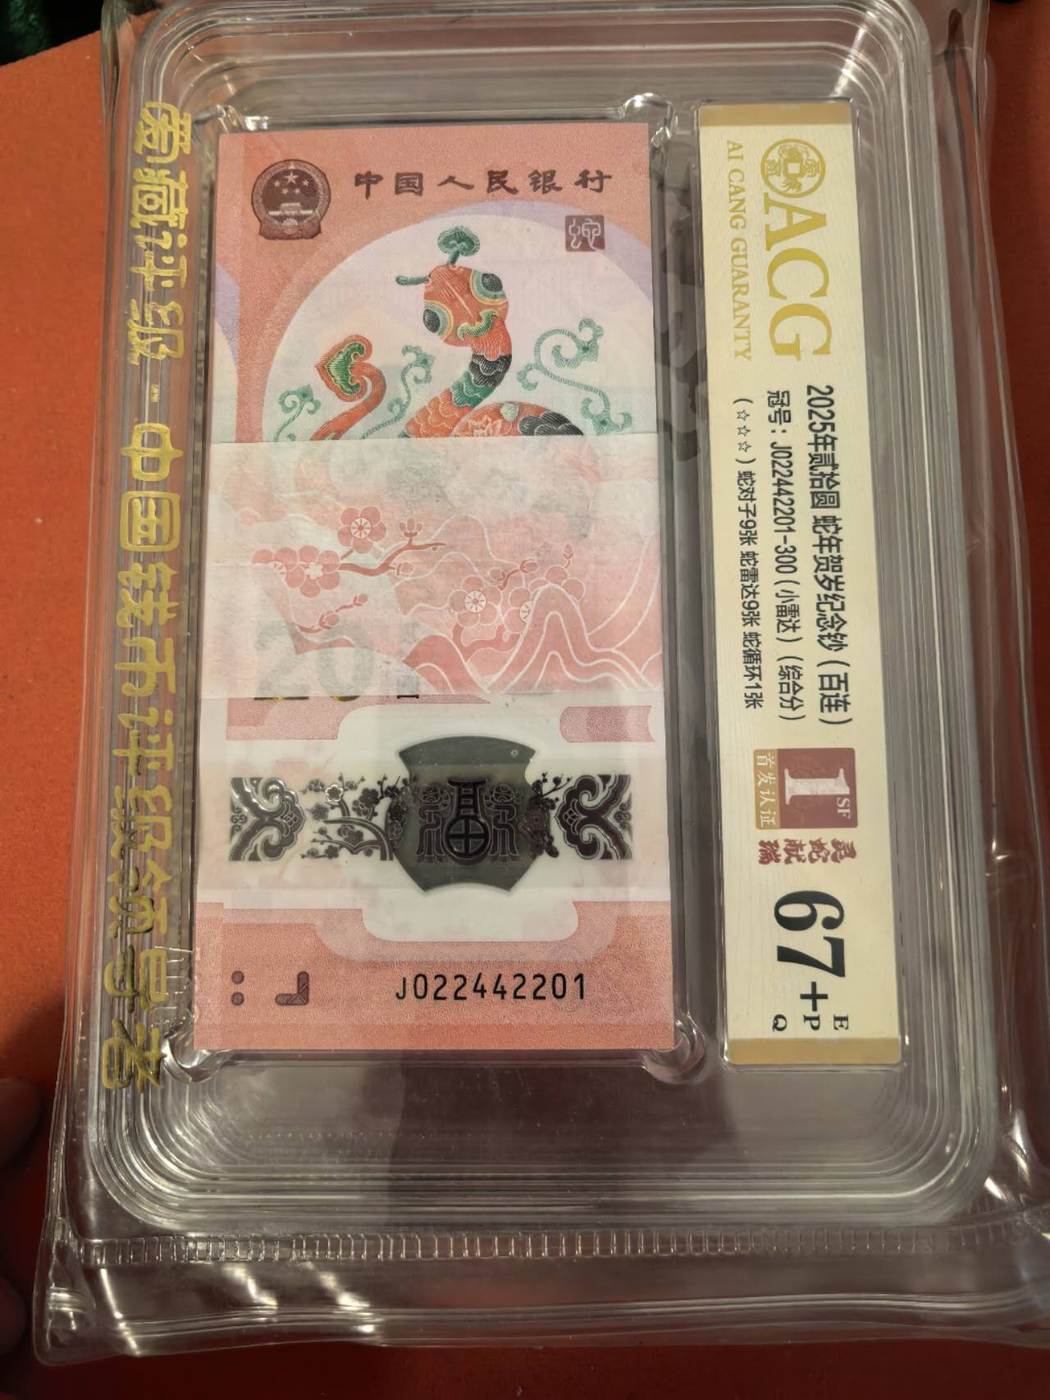 爱藏评级-中国钱币评级领导者
中国人民银行
J022442201
ACG
AI CANG GUARANTY
2025年贰拾圆 蛇年贺岁纪念钞（百连）
冠号：J022442201-300（小雷达）（综合分）
（☆☆☆）蛇对子9张 蛇雷达9张 蛇循环1张
1
SF
首发认证
灵蛇献瑞
67+
E
P
Q